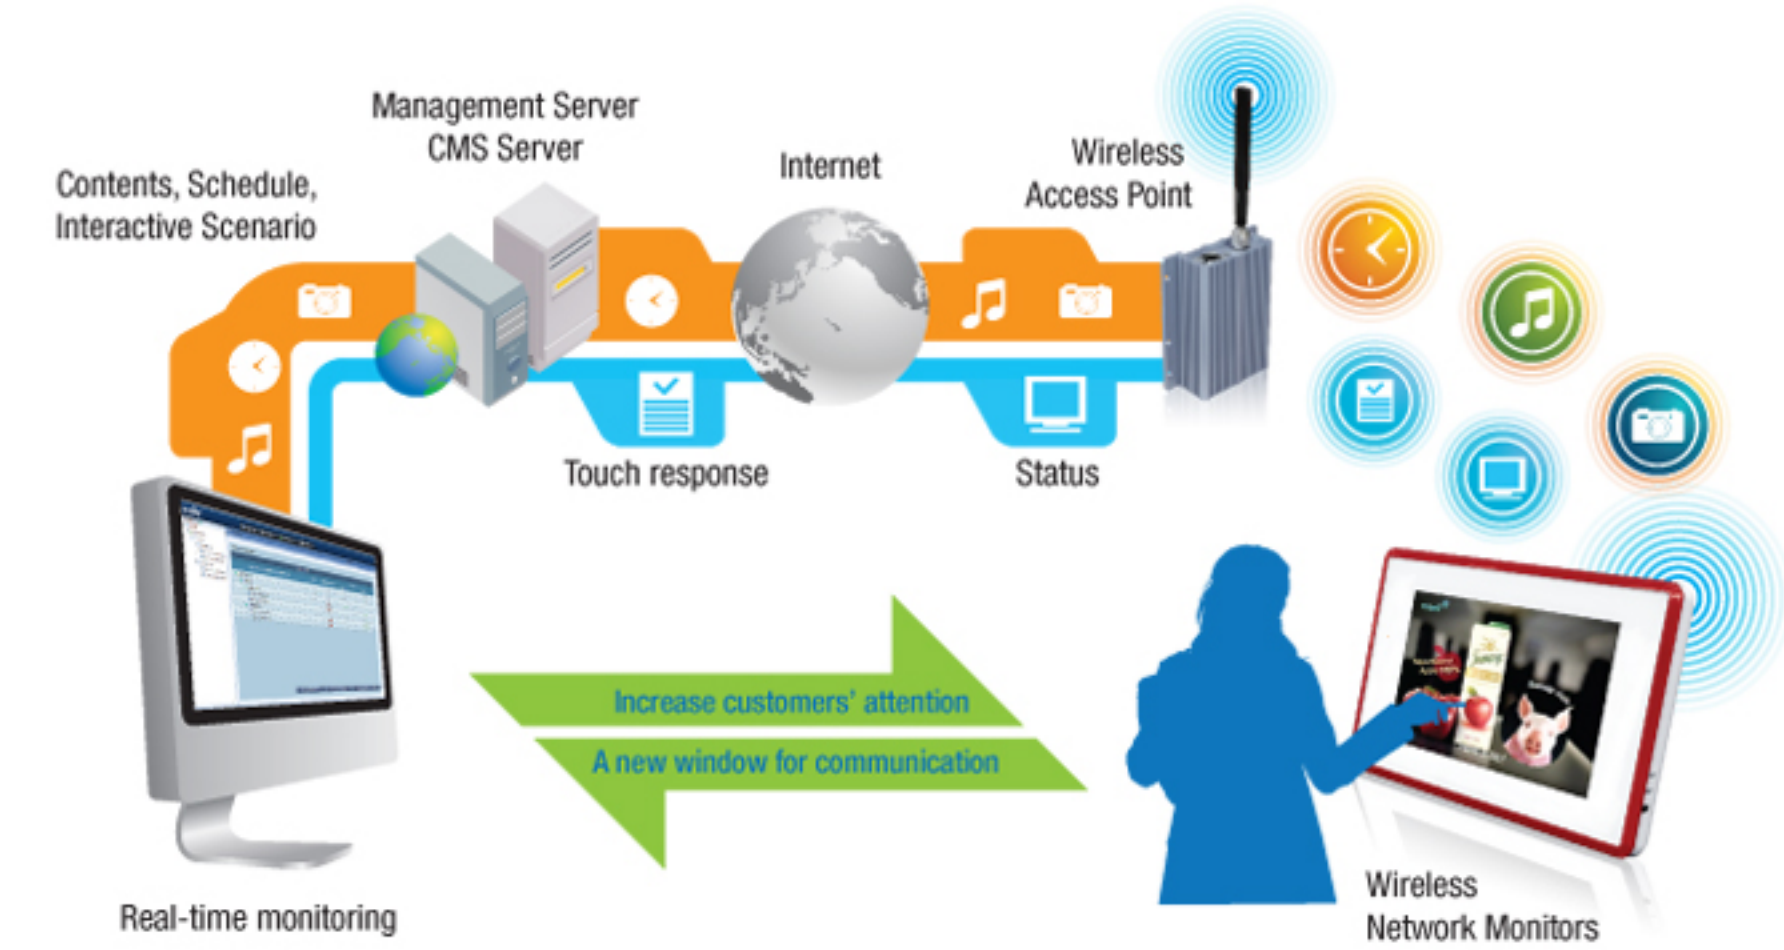 Management Server
CMS Server
Internet
Wireless
Access Point
Contents, Schedule,
Interactive Scenario
Touch response
Status
Increase customers' attention
A new window for communication
Real-time monitoring
Wireless
Network Monitors